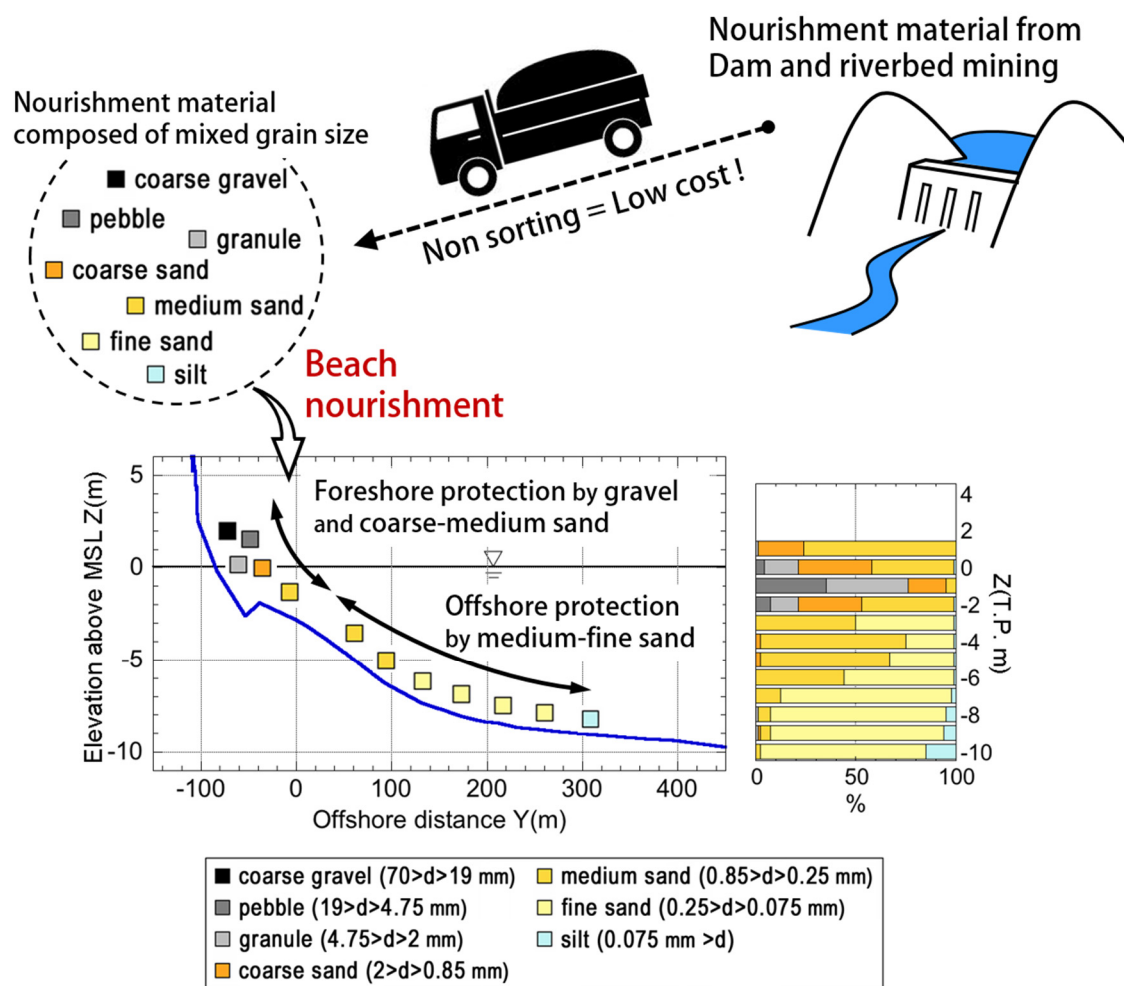 Nourishment material from
Dam and riverbed mining
Nourishment material
composed of mixed grain size
coarse gravel
pebble
granule
coarse sand
medium sand
fine sand
silt
Non sorting = Low cost !
Beach
nourishment
Foreshore protection by gravel
and coarse-medium sand
Offshore protection
by medium-fine sand
Elevation above MSL Z(m)
5
0
-5
-10
-100 0 100 200 300 400
Offshore distance Y(m)
4
2
0
-2
-4
-6
-8
-10
Z(T.P. m)
0 50 100
%
coarse gravel (70>d>19 mm)
pebble (19>d>4.75 mm)
granule (4.75>d>2 mm)
coarse sand (2>d>0.85 mm)
medium sand (0.85>d>0.25 mm)
fine sand (0.25>d>0.075 mm)
silt (0.075 mm >d)